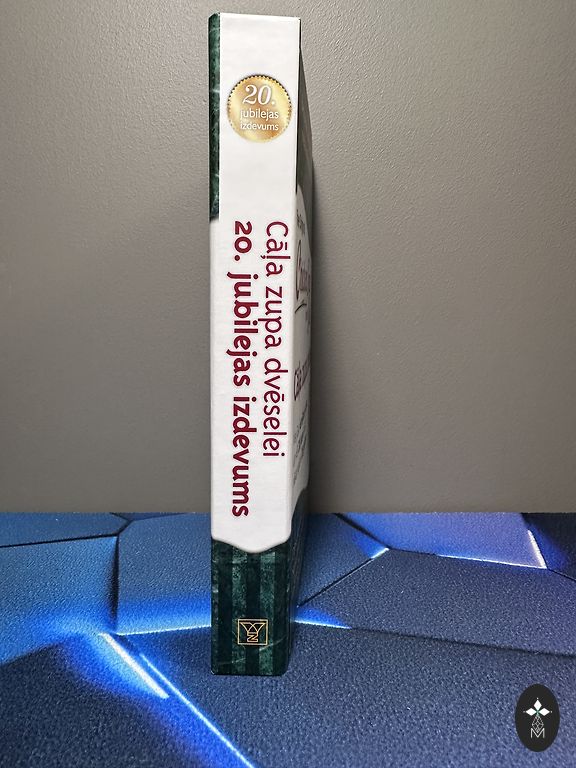 20.
jubilejas
izdevums
Cāļa zupa dvēselei
20. jubilejas izdevums